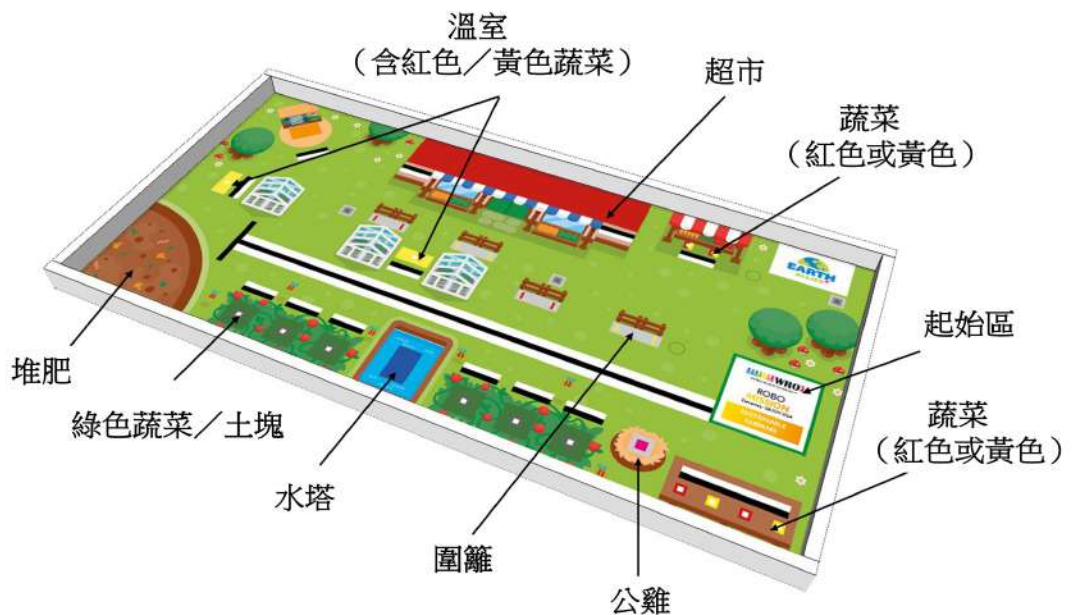 溫室
（含紅色／黃色蔬菜）
超市
蔬菜
（紅色或黃色）
EARTH
起始區
WRO
ROBO
MISSION
堆肥
綠色蔬菜／土塊
水塔
圍籬
公雞
蔬菜
（紅色或黃色）